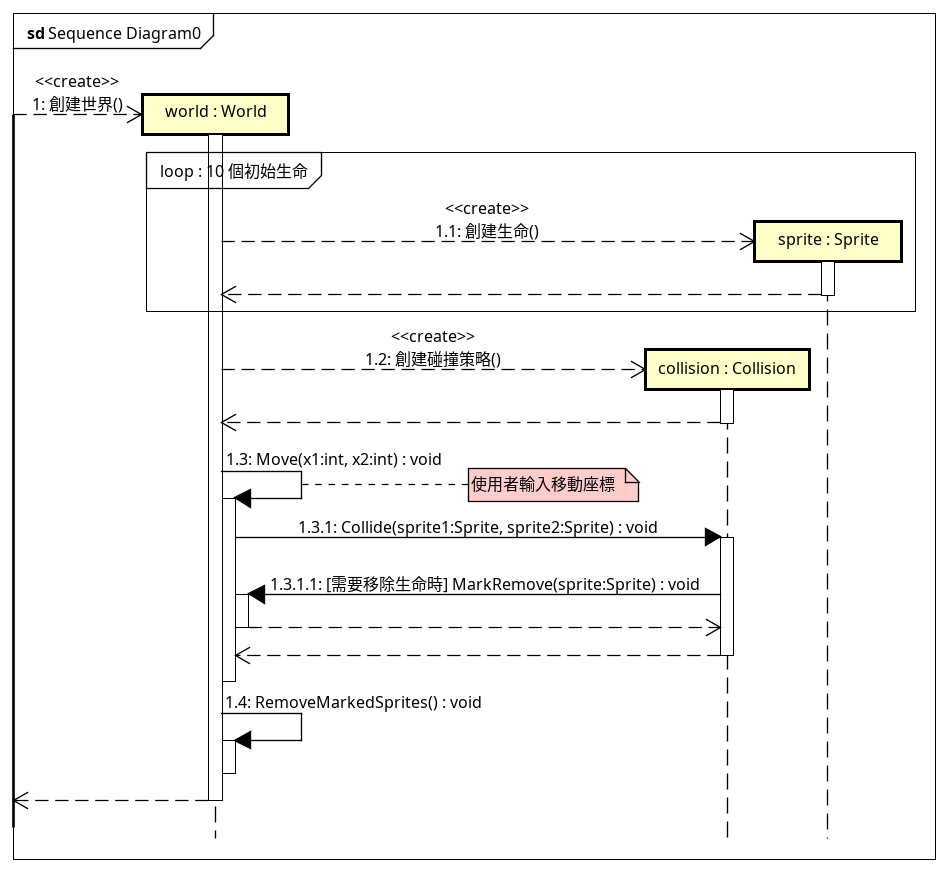 sd Sequence Diagram0
<<create>>
1: 創建世界()
world : World
loop : 10 個初始生命
<<create>>
1.1: 創建生命()
sprite : Sprite
<<create>>
1.2: 創建碰撞策略()
collision : Collision
1.3: Move(x1:int, x2:int) : void
使用者輸入移動座標
1.3.1: Collide(sprite1:Sprite, sprite2:Sprite) : void
1.3.1.1: [需要移除生命時] MarkRemove(sprite:Sprite) : void
1.4: RemoveMarkedSprites() : void